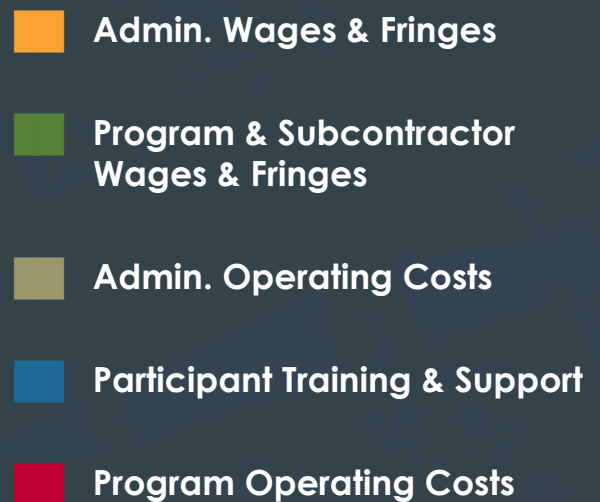 Admin. Wages & Fringes
Program & Subcontractor
Wages & Fringes
Admin. Operating Costs
Participant Training & Support
Program Operating Costs